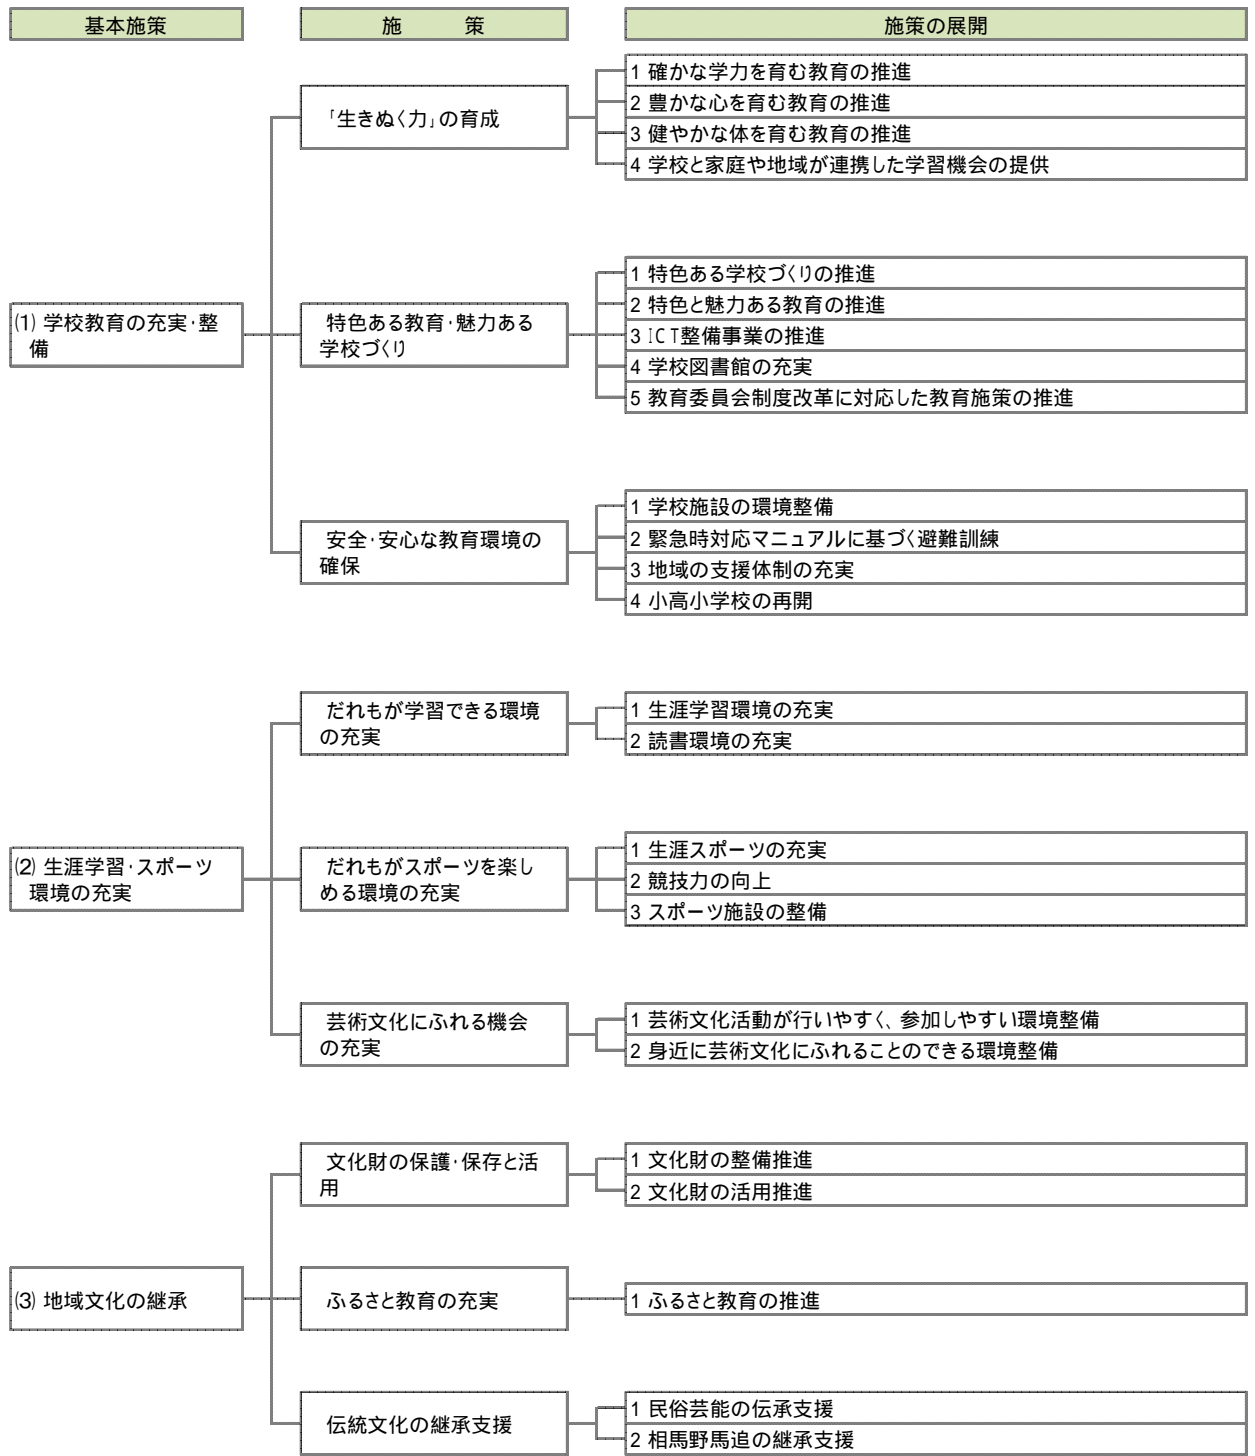 基本施策
施 策
施策の展開
⑴ 学校教育の充実・整
備
「生きぬく力」の育成
1 確かな学力を育む教育の推進
2 豊かな心を育む教育の推進
3 健やかな体を育む教育の推進
4 学校と家庭や地域が連携した学習機会の提供
特色ある教育・魅力ある
学校づくり
1 特色ある学校づくりの推進
2 特色と魅力ある教育の推進
3 ICT整備事業の推進
4 学校図書館の充実
5 教育委員会制度改革に対応した教育施策の推進
安全・安心な教育環境の
確保
1 学校施設の環境整備
2 緊急時対応マニュアルに基づく避難訓練
3 地域の支援体制の充実
4 小高小学校の再開
⑵ 生涯学習・スポーツ
環境の充実
だれもが学習できる環境
の充実
1 生涯学習環境の充実
2 読書環境の充実
だれもがスポーツを楽し
める環境の充実
1 生涯スポーツの充実
2 競技力の向上
3 スポーツ施設の整備
芸術文化にふれる機会
の充実
1 芸術文化活動が行いやすく、参加しやすい環境整備
2 身近に芸術文化にふれることのできる環境整備
⑶ 地域文化の継承
文化財の保護・保存と活
用
1 文化財の整備推進
2 文化財の活用推進
ふるさと教育の充実
1 ふるさと教育の推進
伝統文化の継承支援
1 民俗芸能の伝承支援
2 相馬野馬追の継承支援